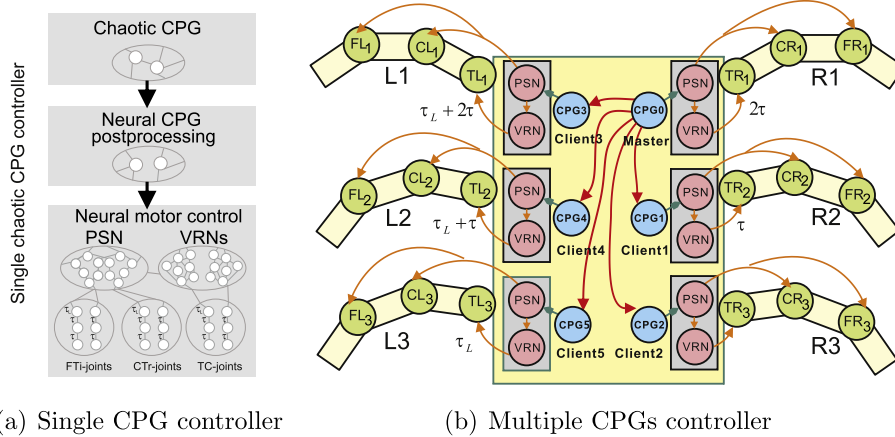 Single chaotic CPG controller
Chaotic CPG
Neural CPG
postprocessing
Neural motor control
PSN VRNs
τL τ τ τ τ
τ τ τ τ
τ τ τ τ
FTi-joints CTr-joints TC-joints
(a) Single CPG controller
FL1 CL1 TL1 L1
PSN
VRN
τL + 2τ
CPG3
Client3
CPG0
Master
PSN
VRN
2τ
TR1 CR1 FR1 R1
FL2 CL2 TL2 L2
PSN
VRN
τL + τ
CPG4
Client4
CPG1
Client1
PSN
VRN
τ
TR2 CR2 FR2 R2
FL3 CL3 TL3 L3
PSN
VRN
τL
CPG5
Client5
CPG2
Client2
PSN
VRN
TR3 CR3 FR3 R3
(b) Multiple CPGs controller